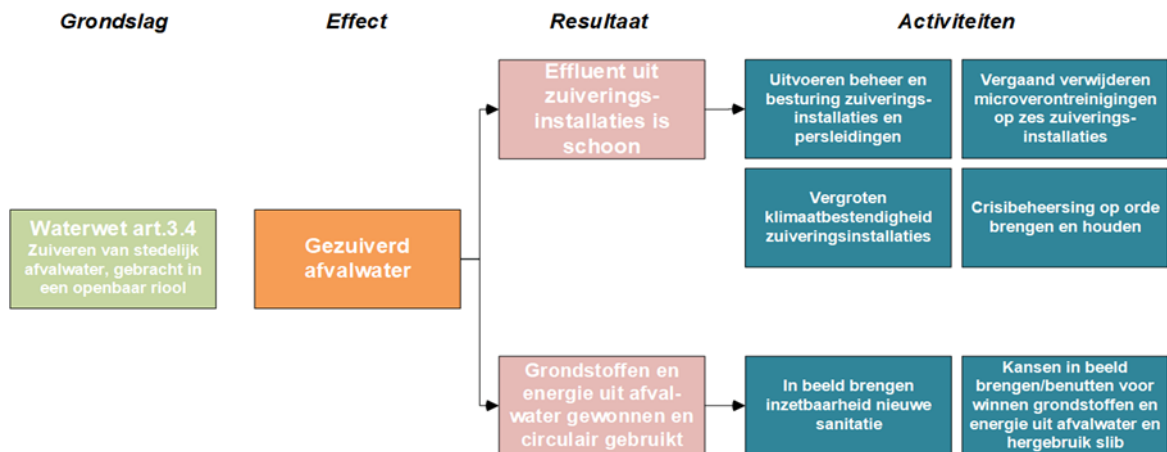 Grondslag
Effect
Resultaat
Activiteiten
Waterwet art.3.4
Zuiveren van stedelijk
afvalwater, gebracht in
een openbaar riool
Gezuiverd
afvalwater
Effluent uit
zuiverings-
installaties is
schoon
Uitvoeren beheer en
besturing zuiverings-
installaties en
persleidingen
Vergaand verwijderen
microverontreinigingen
op zes zuiverings-
installaties
Vergroten
klimaatbestendigheid
zuiveringsinstallaties
Crisibeheersing op orde
brengen en houden
Grondstoffen en
energie uit afval-
water gewonnen en
circulair gebruikt
In beeld brengen
inzetbaarheid nieuwe
sanitatie
Kansen in beeld
brengen/benutten voor
winnen grondstoffen en
energie uit afvalwater en
hergebruik slib